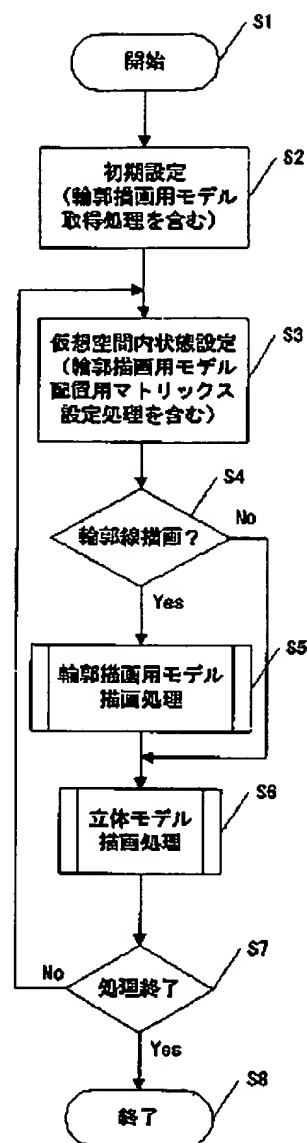 S1
開始
S2
初期設定
(輪郭描画用モデル
取得処理を含む)
S3
仮想空間内状態設定
(輪郭描画用モデル
配置用マトリックス
設定処理を含む)
S4
輪郭線描画?
No
Yes
S5
輪郭描画用モデル
描画処理
S6
立体モデル
描画処理
S7
No
処理終了
Yes
S8
終了